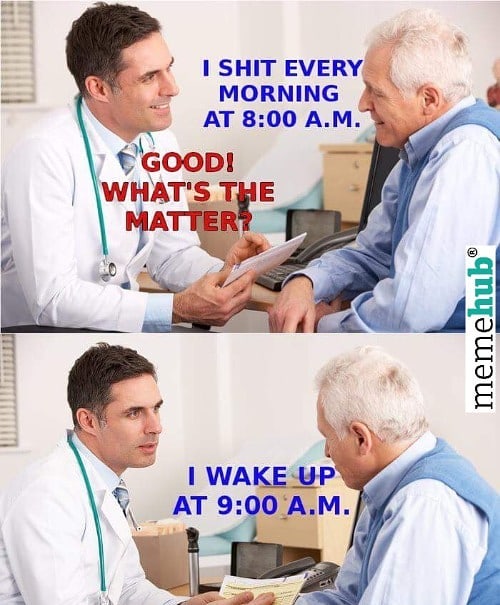 I SHIT EVERY
MORNING
AT 8:00 A.M.
GOOD!
WHAT'S THE
MATTER?
memehub®
I WAKE UP
AT 9:00 A.M.